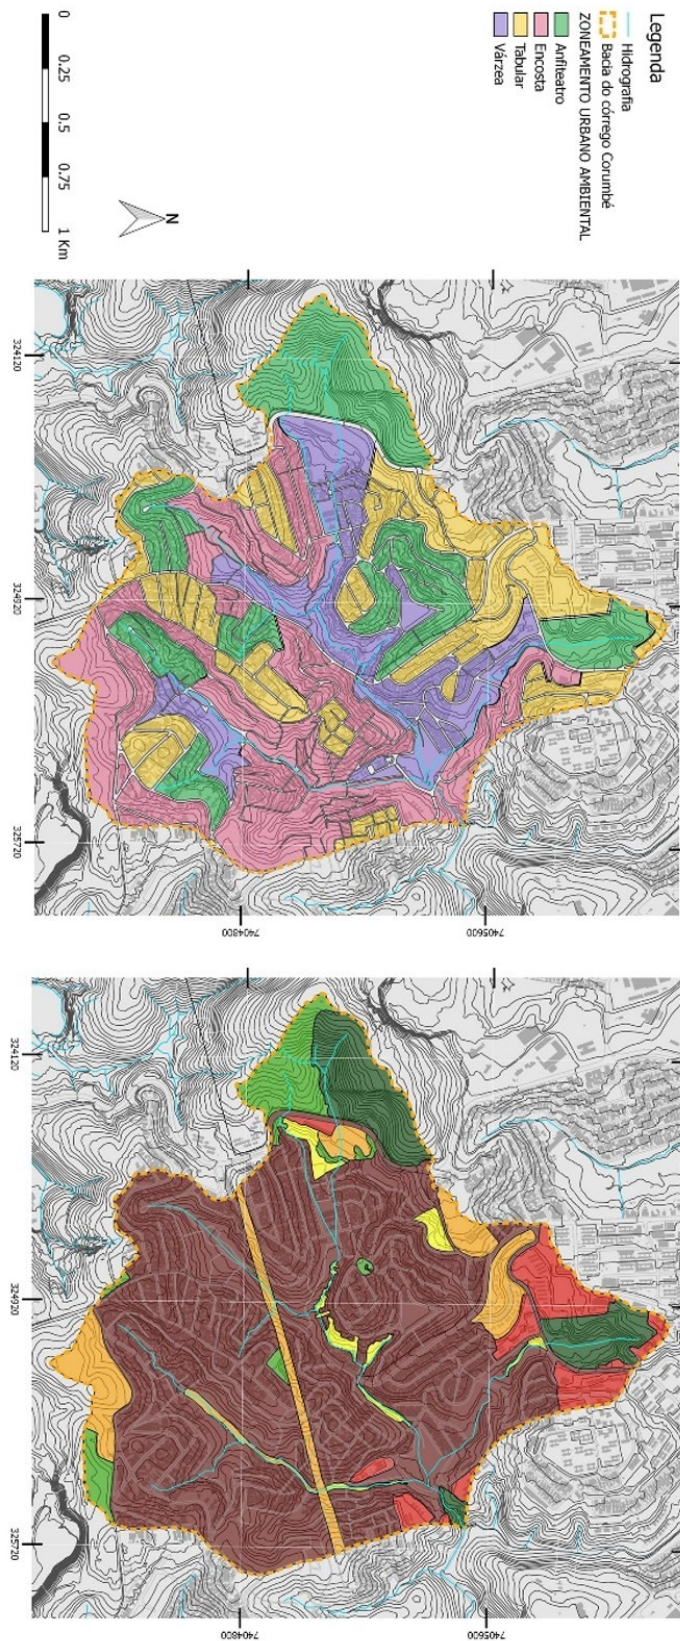 Legenda
Hidrografia
Bacia do córrego Corumbé
ZONEAMENTO URBANO AMBIENTAL
Anfiteatro
Encosta
Tabular
Várzea
0 0.25 0.5 0.75 1 Km
N
324120
324920
325720
7404800
7405600
324120
324920
325720
7404800
7405600